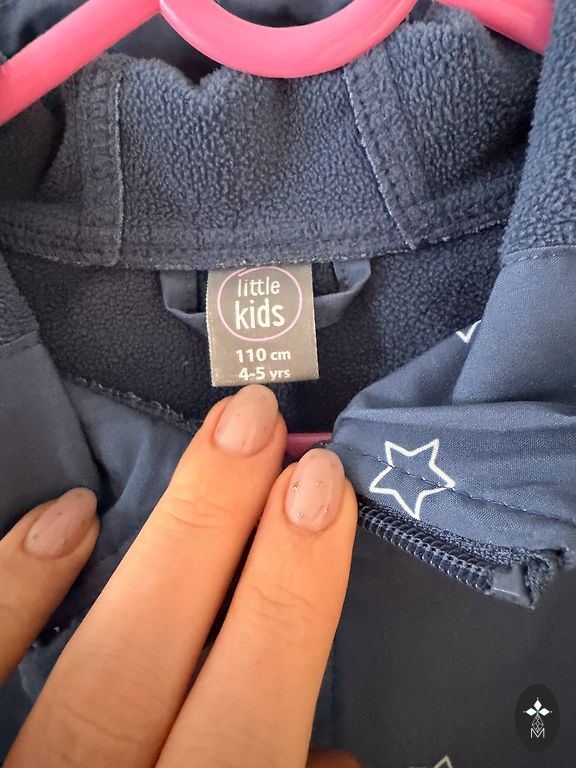 little
kids
110 cm
4-5 yrs
M